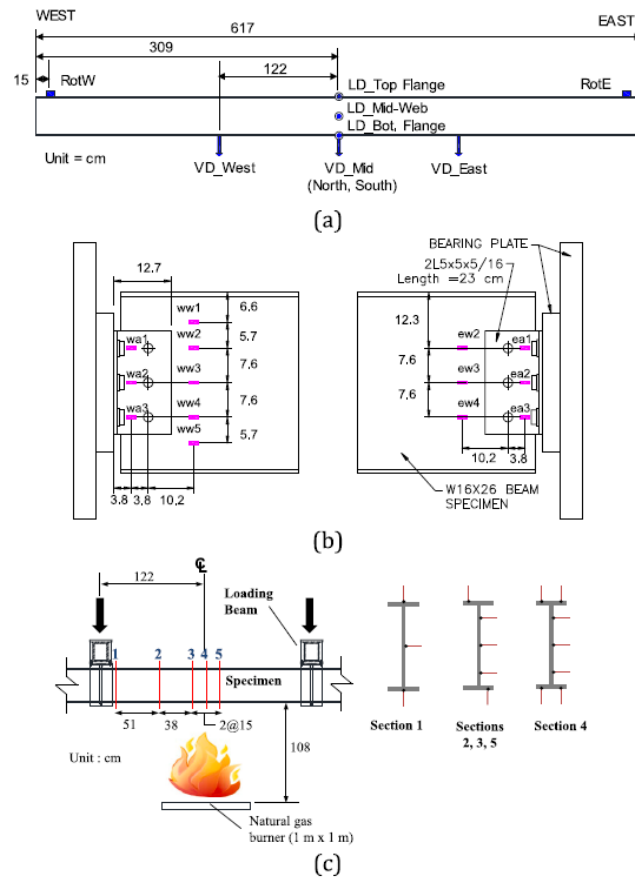 WEST
EAST
617
309
15
RotW
122
RotE
LD_Top Flange
LD_Mid-Web
LD_Bot, Flange
Unit = cm
VD_West
VD_Mid
(North, South)
VD_East
(a)
BEARING PLATE
2L5x5x5/16
Length =23 cm
12.7
ww1
6.6
ww2
5.7
wa1
ww3
7.6
wa2
ww4
7.6
wa3
ww5
5.7
3.8
3,8
10,2
12.3
ew2
ea1
7.6
ew3
ea2
7.6
ew4
ea3
10,2
3.8
W16X26 BEAM
SPECIMEN
(b)
CL
122
Loading
Beam
1
2
3
4
5
Specimen
51
38
2@15
108
Unit : cm
Natural gas
burner (1 m x 1 m)
Section 1
Sections
2, 3, 5
Section 4
(c)